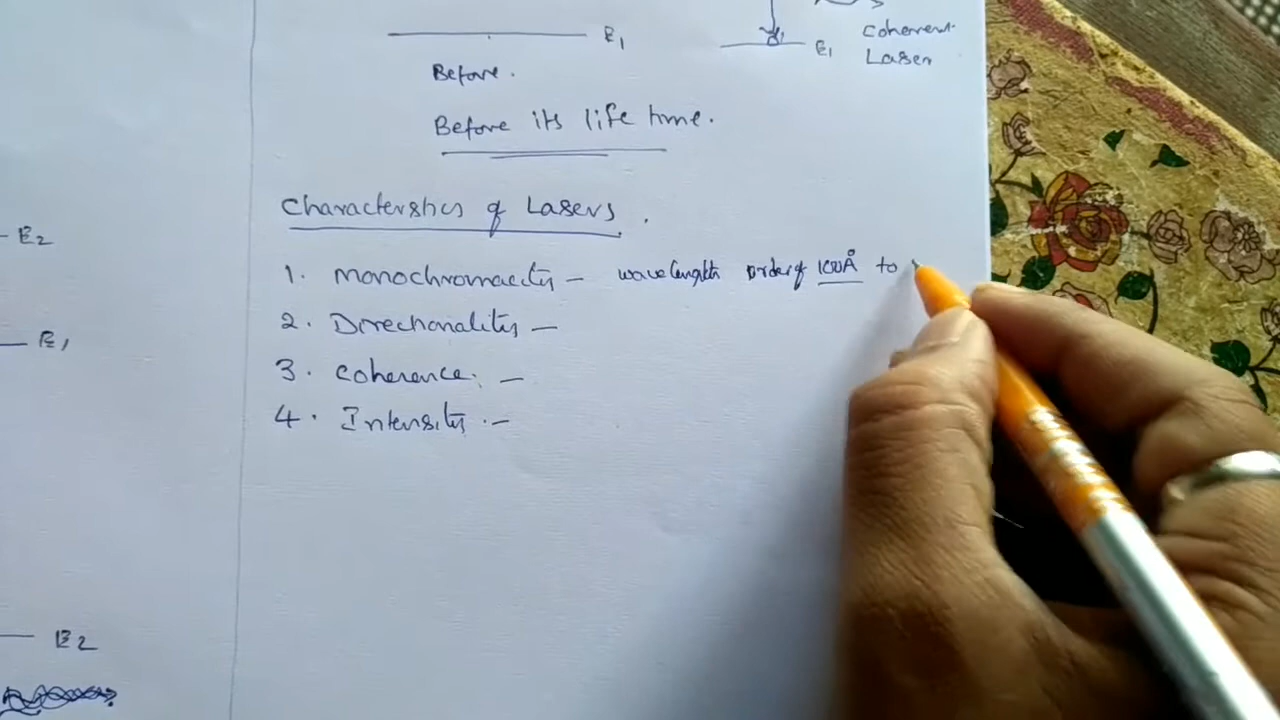 E1
E1
Coherent
Laser
Before.
Before its life time.
Characterstics of Lasers.
E2
1. monochromacity - wavelength order of 100Å to
E1
2. Directionality -
3. Coherence. -
4. Intensity. -
E2